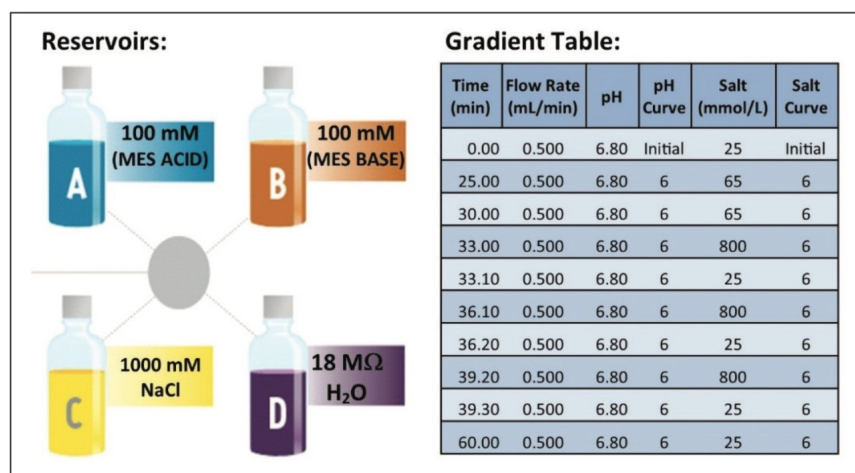 Reservoirs:
A
100 mM
(MES ACID)
B
100 mM
(MES BASE)
C
1000 mM
NaCl
D
18 MΩ
H₂O
Gradient Table:
Time (min) Flow Rate (mL/min) pH pH Curve Salt (mmol/L) Salt Curve
0.00 0.500 6.80 Initial 25 Initial
25.00 0.500 6.80 6 65 6
30.00 0.500 6.80 6 65 6
33.00 0.500 6.80 6 800 6
33.10 0.500 6.80 6 25 6
36.10 0.500 6.80 6 800 6
36.20 0.500 6.80 6 25 6
39.20 0.500 6.80 6 800 6
39.30 0.500 6.80 6 25 6
60.00 0.500 6.80 6 25 6